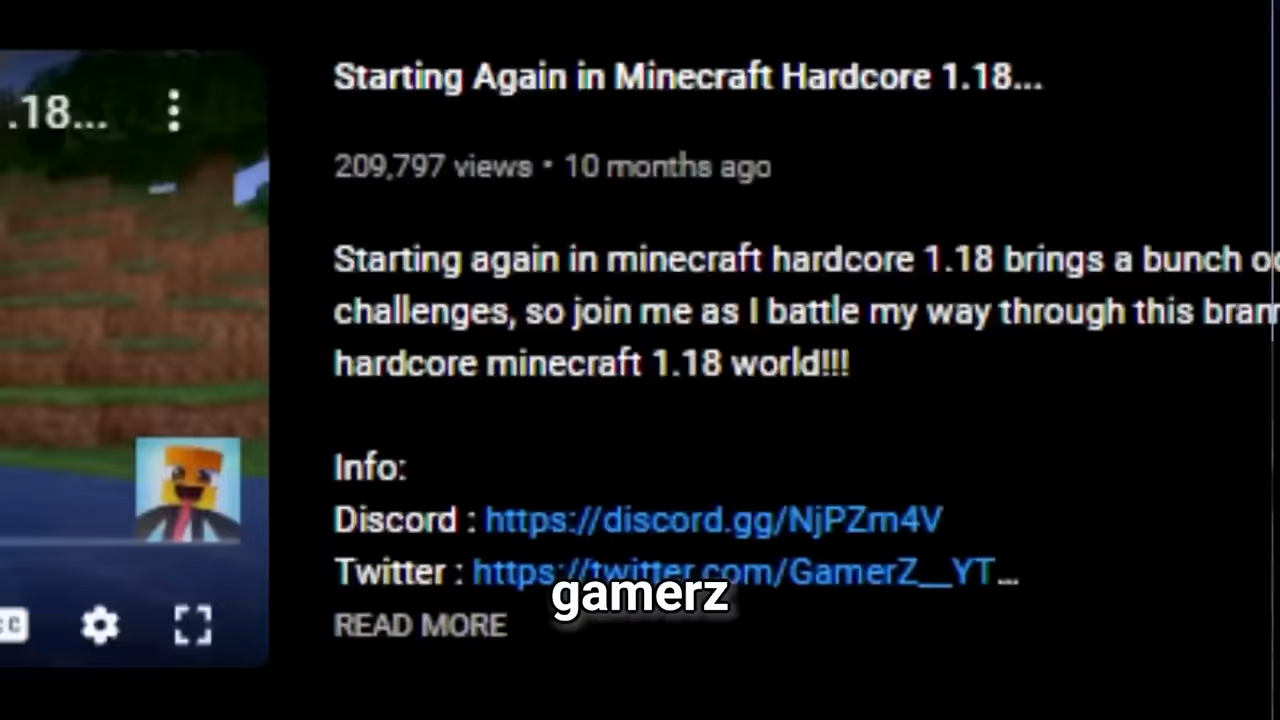 .18...
Starting Again in Minecraft Hardcore 1.18...
209,797 views • 10 months ago
Starting again in minecraft hardcore 1.18 brings a bunch
challenges, so join me as I battle my way through this
hardcore minecraft 1.18 world!!!
Info:
Discord : https://discord.gg/NjPZm4V
Twitter : https://twitter.com/GamerZ__YT...
gamerz
READ MORE